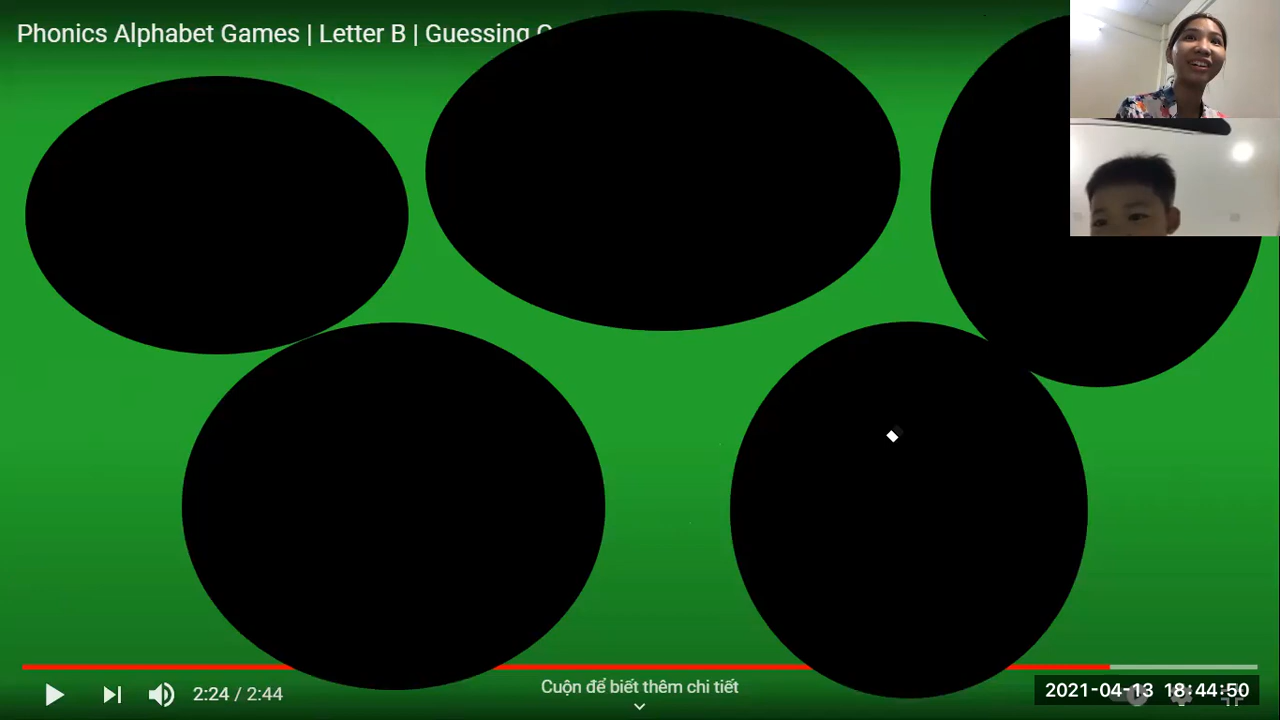 Phonics Alphabet Games | Letter B | Guessing
2:24 / 2:44
Cuộn để biết thêm chi tiết
2021-04-13 18:44:50